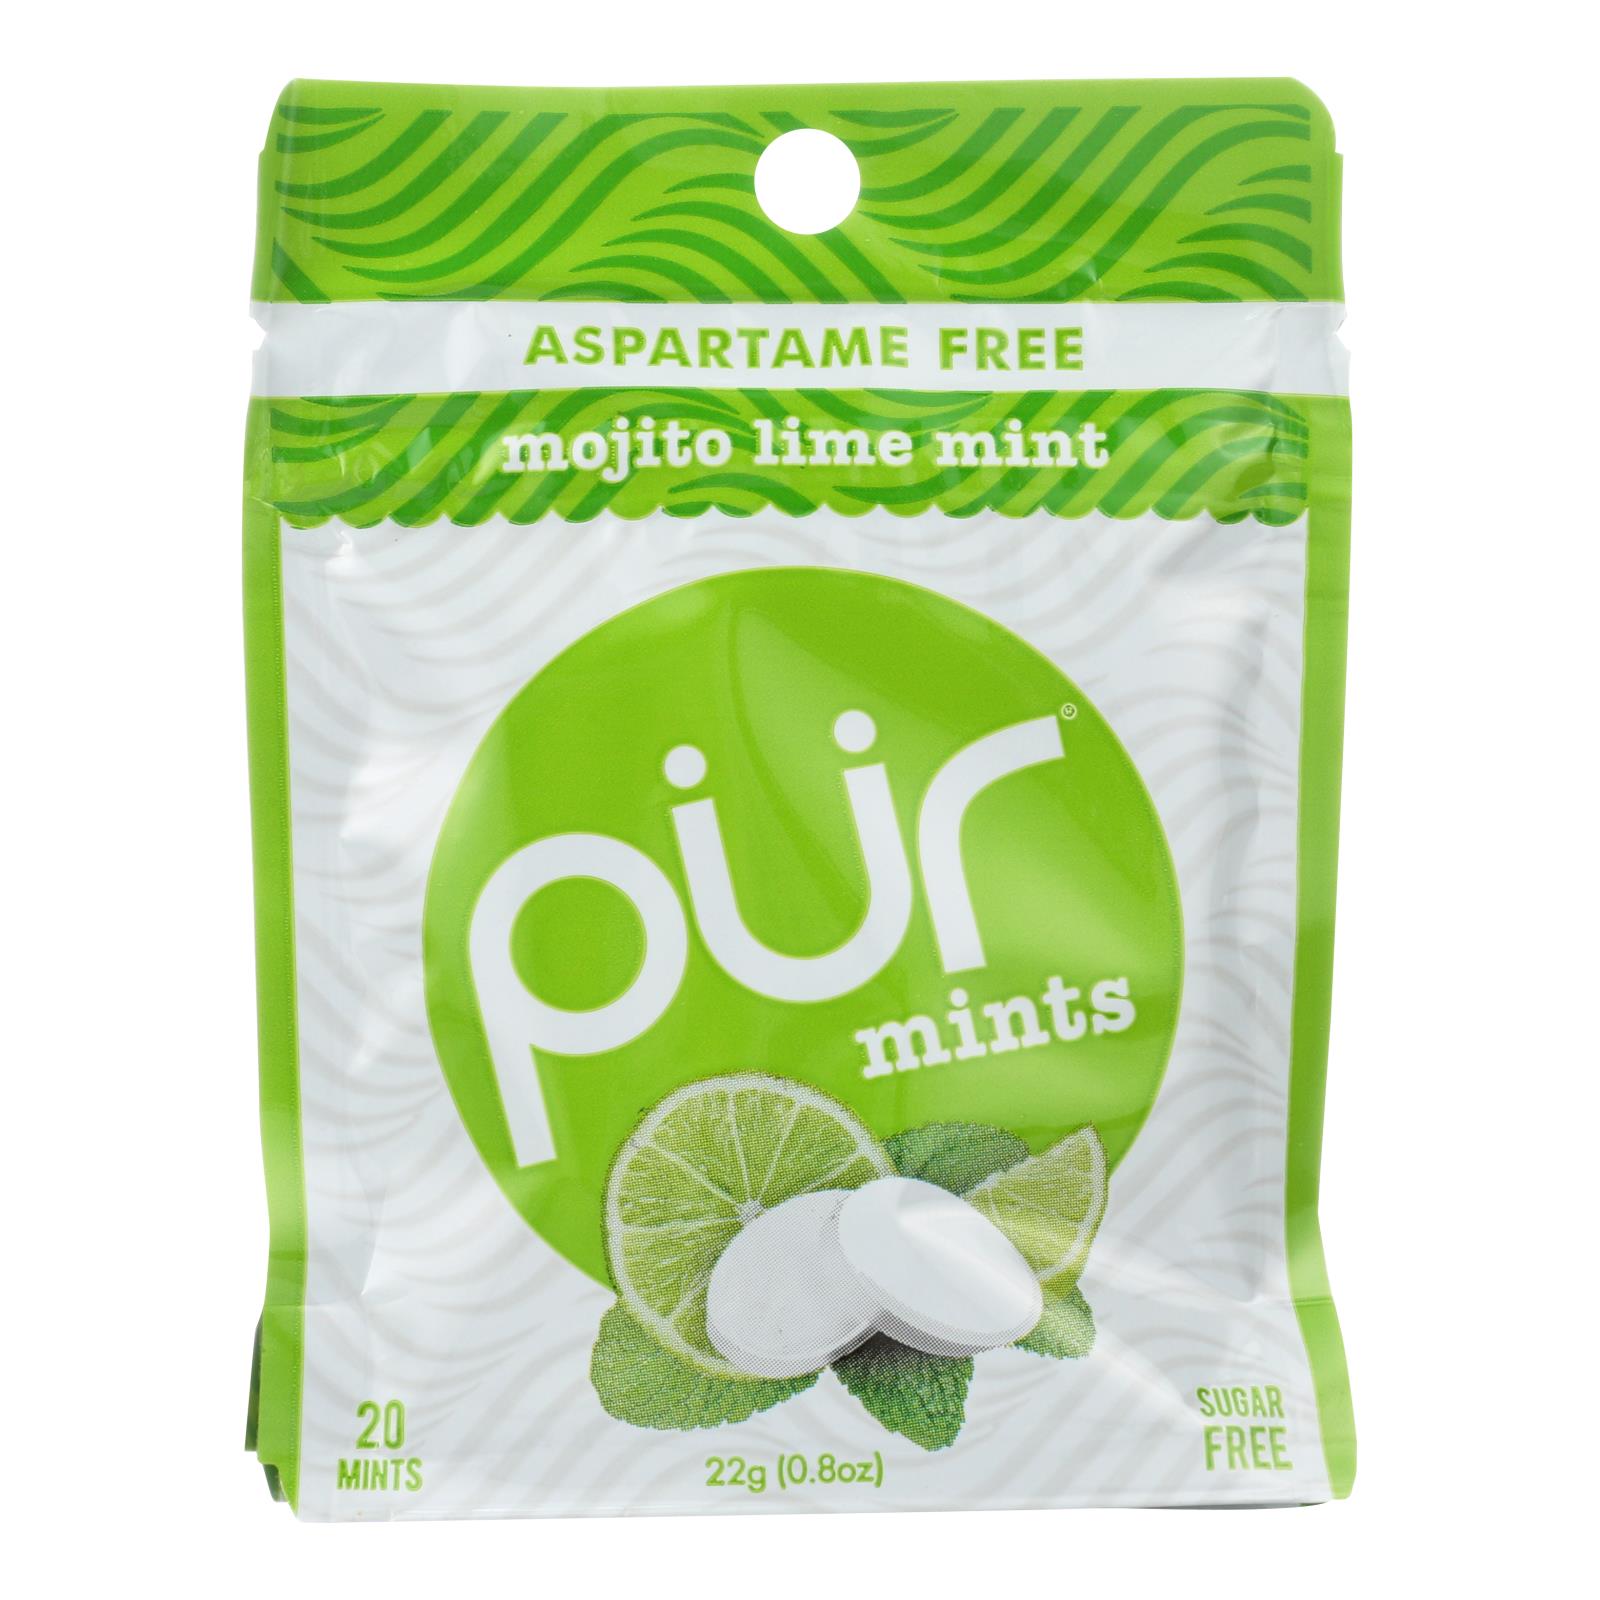 ASPARTAME FREE
mojito lime mint
pür®
mints
20
MINTS
22g (0.8oz)
SUGAR
FREE